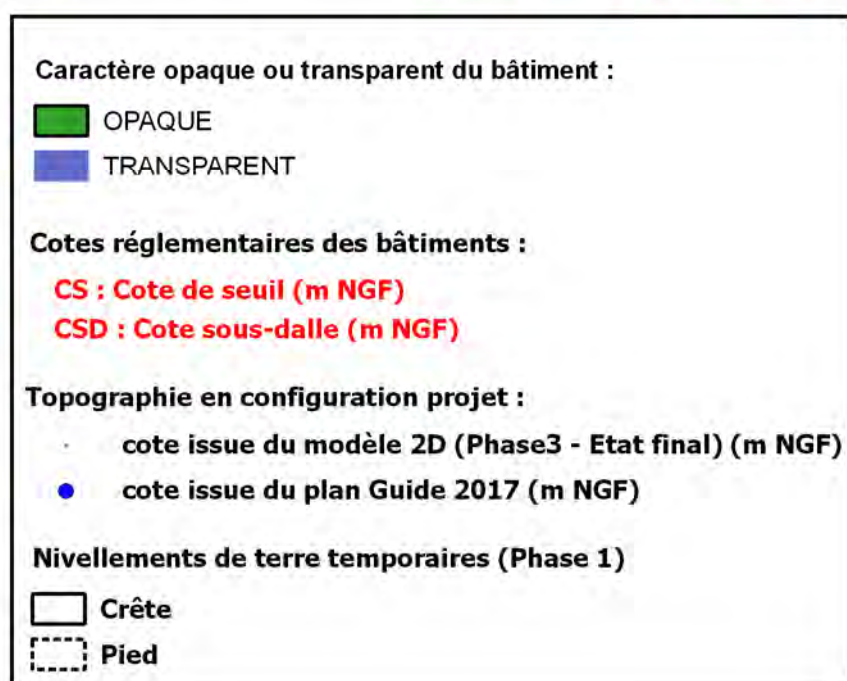 Caractère opaque ou transparent du bâtiment :
OPAQUE
TRANSPARENT
Cotes réglementaires des bâtiments :
CS : Cote de seuil (m NGF)
CSD : Cote sous-dalle (m NGF)
Topographie en configuration projet :
cote issue du modèle 2D (Phase3 - Etat final) (m NGF)
cote issue du plan Guide 2017 (m NGF)
Nivellements de terre temporaires (Phase 1)
Crête
Pied